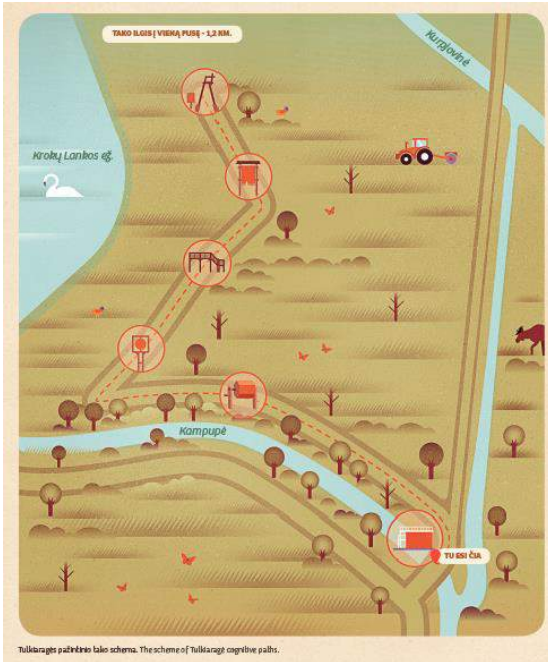 TAKO ILGIS Į VIENĄ PUSĘ - 1,2 KM.
Kurpjovinė
Krokų Lankos ež.
Kampupė
TU ESI ČIA
Tulkiaragės pažintinio tako schema. The scheme of Tulkiaragė cognitive paths.